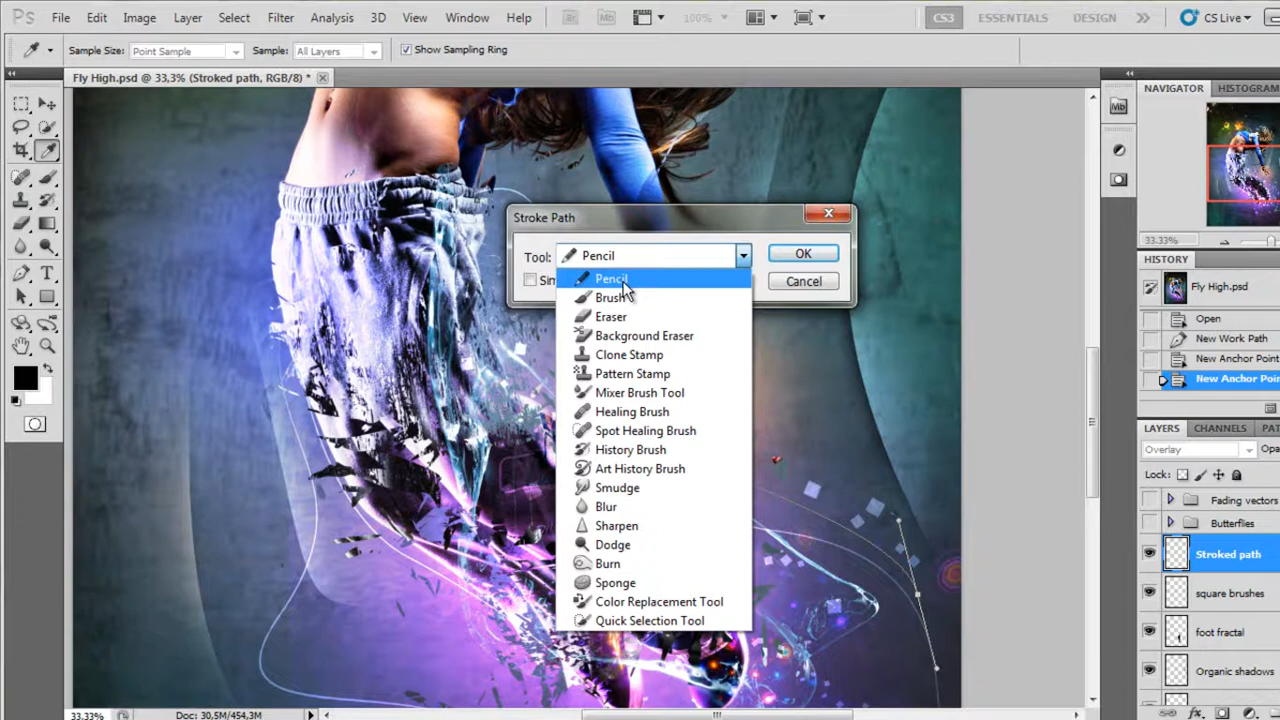 Ps File Edit Image Layer Select Filter Analysis 3D View Window Help Br Mb 100% CS3 ESSENTIALS DESIGN CS Live
Sample Size: Point Sample Sample: All Layers Show Sampling Ring
Fly High.psd @ 33,3% (Stroked path, RGB/8) *
NAVIGATOR HISTOGRAM
Mb
33.33%
HISTORY
Fly High.psd
Open
New Work Path
New Anchor Point
New Anchor Point
LAYERS CHANNELS PAT
Overlay Opa
Lock:
Fading vectors
Butterflies
Stroked path
square brushes
foot fractal
Organic shadows
Stroke Path
Tool: Pencil OK
Sim Cancel
Pencil
Brush
Eraser
Background Eraser
Clone Stamp
Pattern Stamp
Mixer Brush Tool
Healing Brush
Spot Healing Brush
History Brush
Art History Brush
Smudge
Blur
Sharpen
Dodge
Burn
Sponge
Color Replacement Tool
Quick Selection Tool
33.33% Doc: 30,5M/454,3M